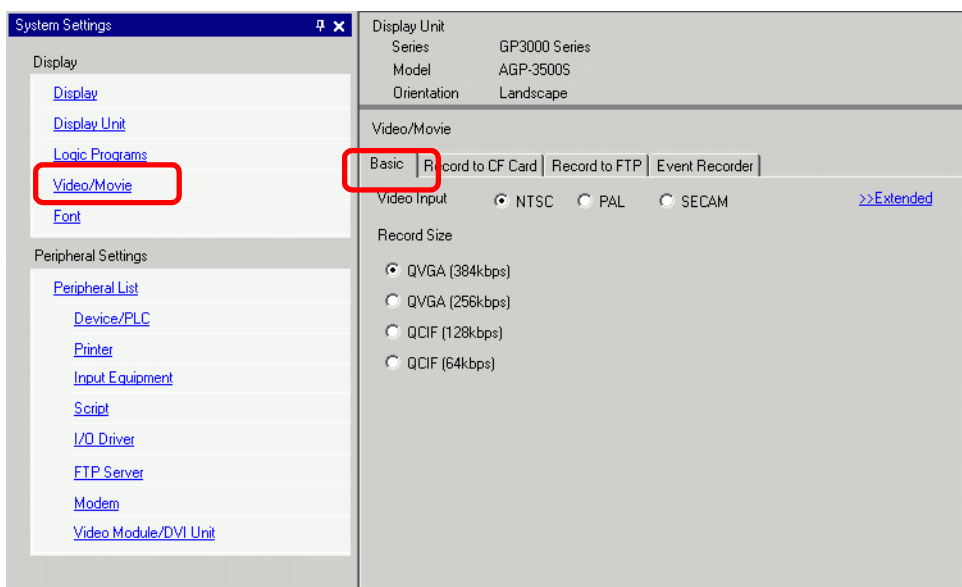 System Settings
Display
Display
Display Unit
Logic Programs
Video/Movie
Font
Peripheral Settings
Peripheral List
Device/PLC
Printer
Input Equipment
Script
I/O Driver
FTP Server
Modem
Video Module/DVI Unit
Display Unit
Series GP3000 Series
Model AGP-3500S
Orientation Landscape
Video/Movie
Basic Record to CF Card Record to FTP Event Recorder
Video Input NTSC PAL SECAM >>Extended
Record Size
QVGA (384kbps)
QVGA (256kbps)
QCIF (128kbps)
QCIF (64kbps)